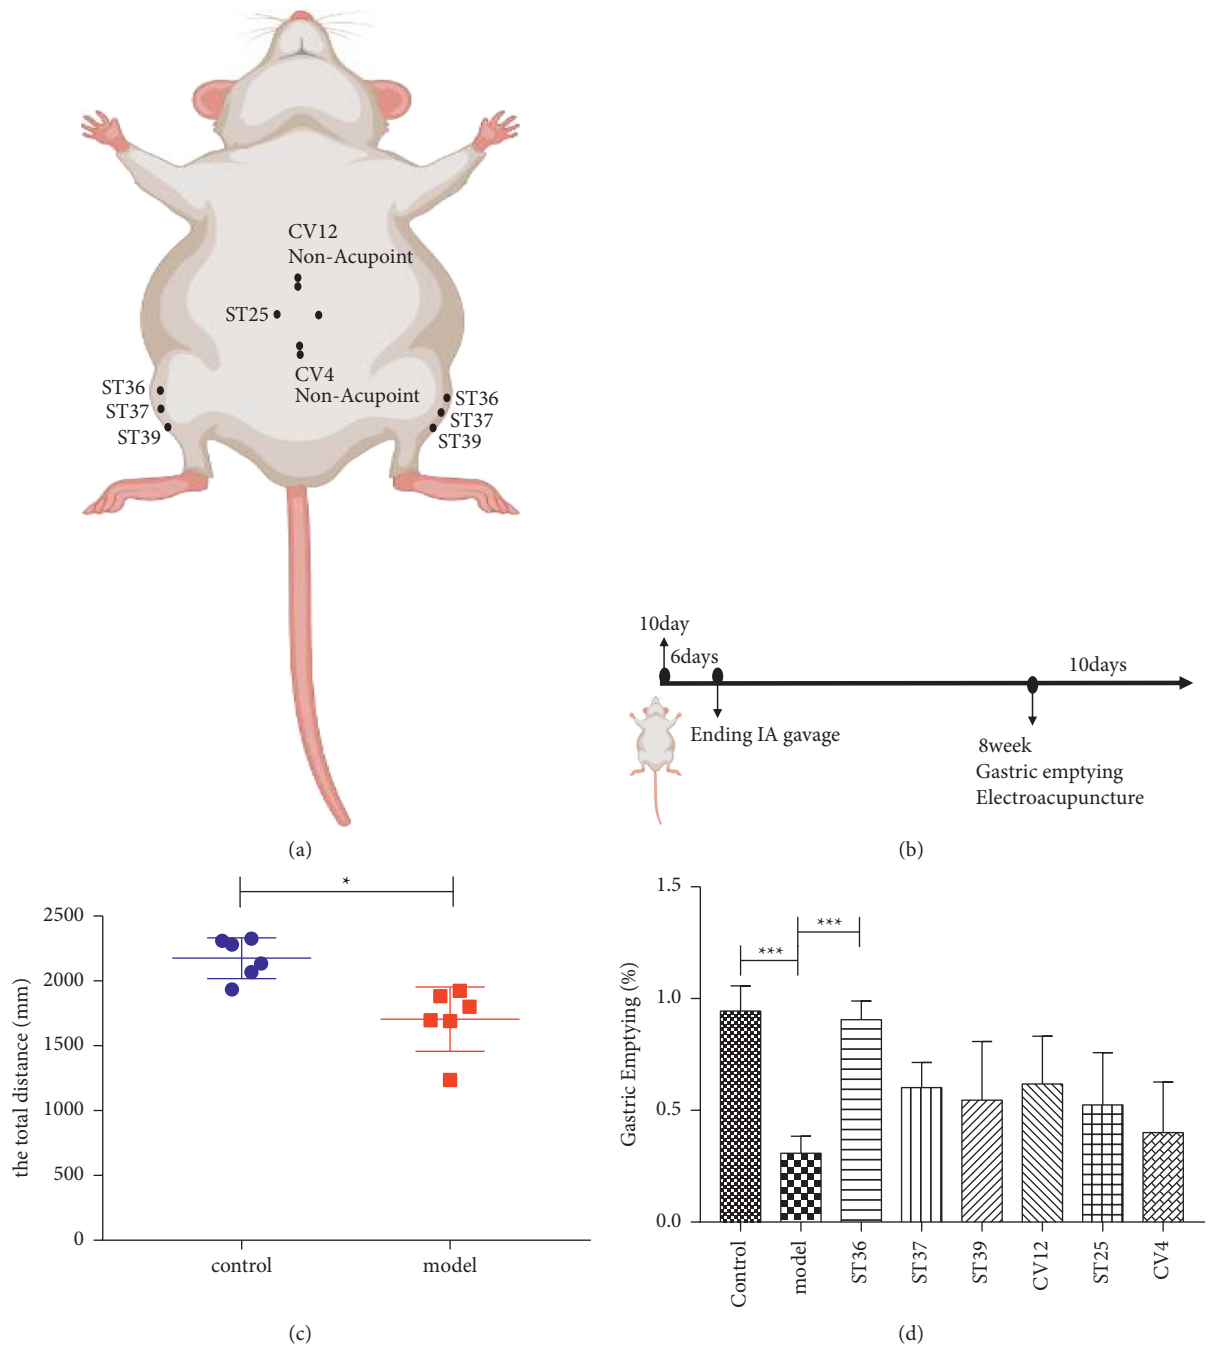 CV12
Non-Acupoint
ST25
CV4
Non-Acupoint
ST36
ST37
ST39
ST36
ST37
ST39
(a)
10day
6days
10days
Ending IA gavage
8week
Gastric emptying
Electroacupuncture
(b)
*
the total distance (mm)
2500
2000
1500
1000
500
0
control
model
(c)
Gastric Emptying (%)
1.5
1.0
0.5
0.0
***
***
Control
model
ST36
ST37
ST39
CV12
ST25
CV4
(d)